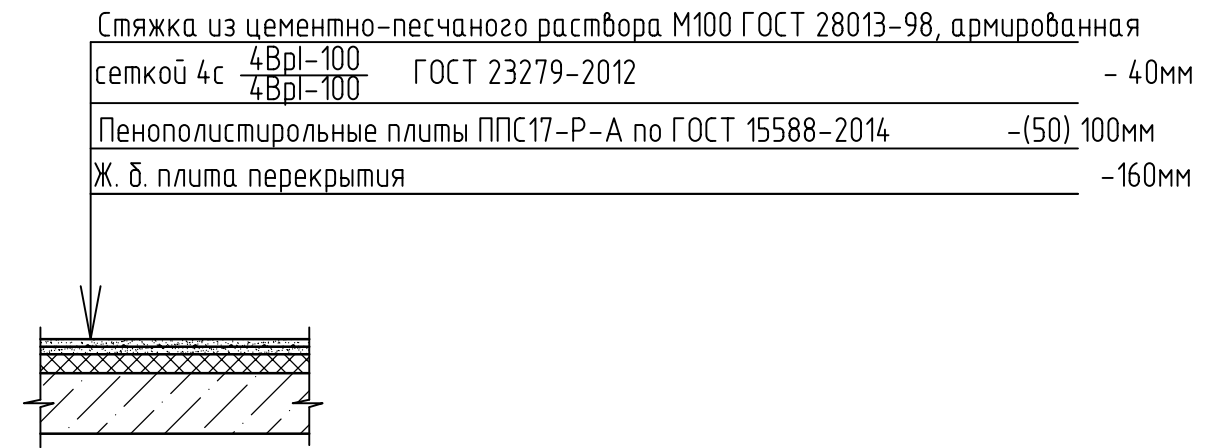 Стяжка из цементно-песчаного раствора М100 ГОСТ 28013-98, армированная
сеткой 4с 4ВрI-100/4ВрI-100 ГОСТ 23279-2012 - 40мм
Пенополистирольные плиты ППС17-Р-А по ГОСТ 15588-2014 -(50) 100мм
Ж. б. плита перекрытия -160мм